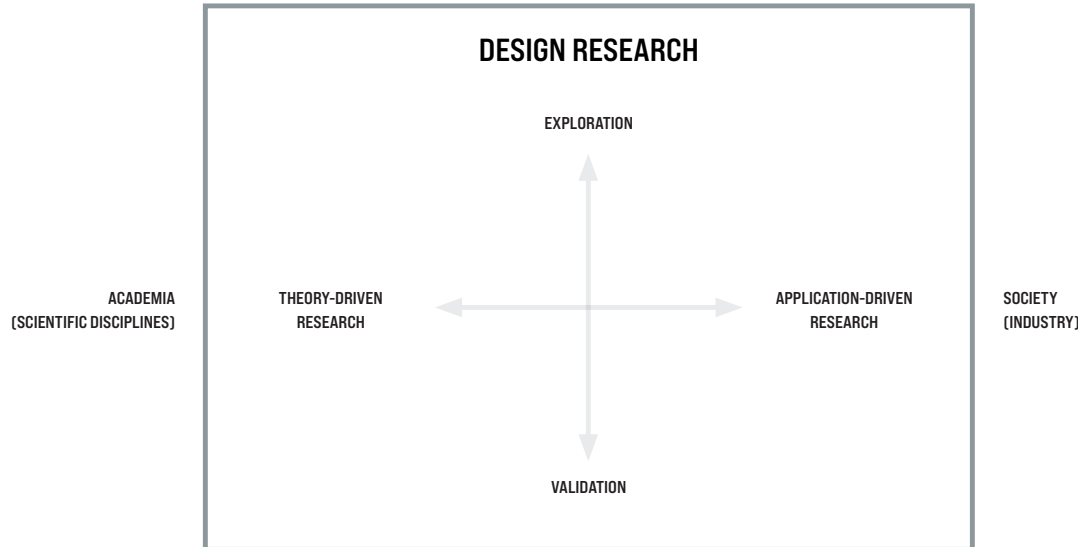 DESIGN RESEARCH
EXPLORATION
ACADEMIA
(SCIENTIFIC DISCIPLINES)
THEORY-DRIVEN
RESEARCH
APPLICATION-DRIVEN
RESEARCH
SOCIETY
(INDUSTRY)
VALIDATION